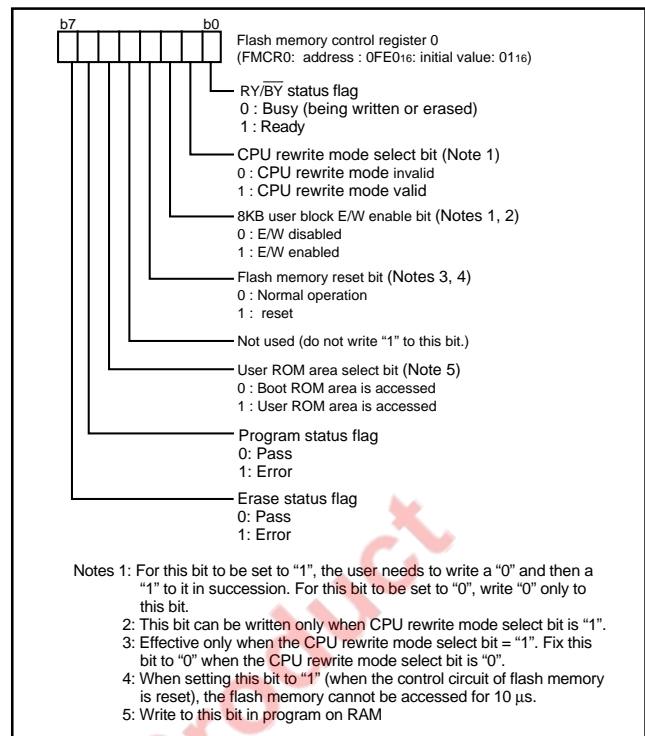 b7 b0
Flash memory control register 0
(FMCR0: address : 0FE016: initial value: 0116)
RY/BY status flag
0 : Busy (being written or erased)
1 : Ready
CPU rewrite mode select bit (Note 1)
0 : CPU rewrite mode invalid
1 : CPU rewrite mode valid
8KB user block E/W enable bit (Notes 1, 2)
0 : E/W disabled
1 : E/W enabled
Flash memory reset bit (Notes 3, 4)
0 : Normal operation
1 : reset
Not used (do not write “1” to this bit.)
User ROM area select bit (Note 5)
0 : Boot ROM area is accessed
1 : User ROM area is accessed
Program status flag
0: Pass
1: Error
Erase status flag
0: Pass
1: Error
Notes 1: For this bit to be set to “1”, the user needs to write a “0” and then a
“1” to it in succession. For this bit to be set to “0”, write “0” only to
this bit.
2: This bit can be written only when CPU rewrite mode select bit is “1”.
3: Effective only when the CPU rewrite mode select bit = “1”. Fix this
bit to “0” when the CPU rewrite mode select bit is “0”.
4: When setting this bit to “1” (when the control circuit of flash memory
is reset), the flash memory cannot be accessed for 10 μs.
5: Write to this bit in program on RAM
Product